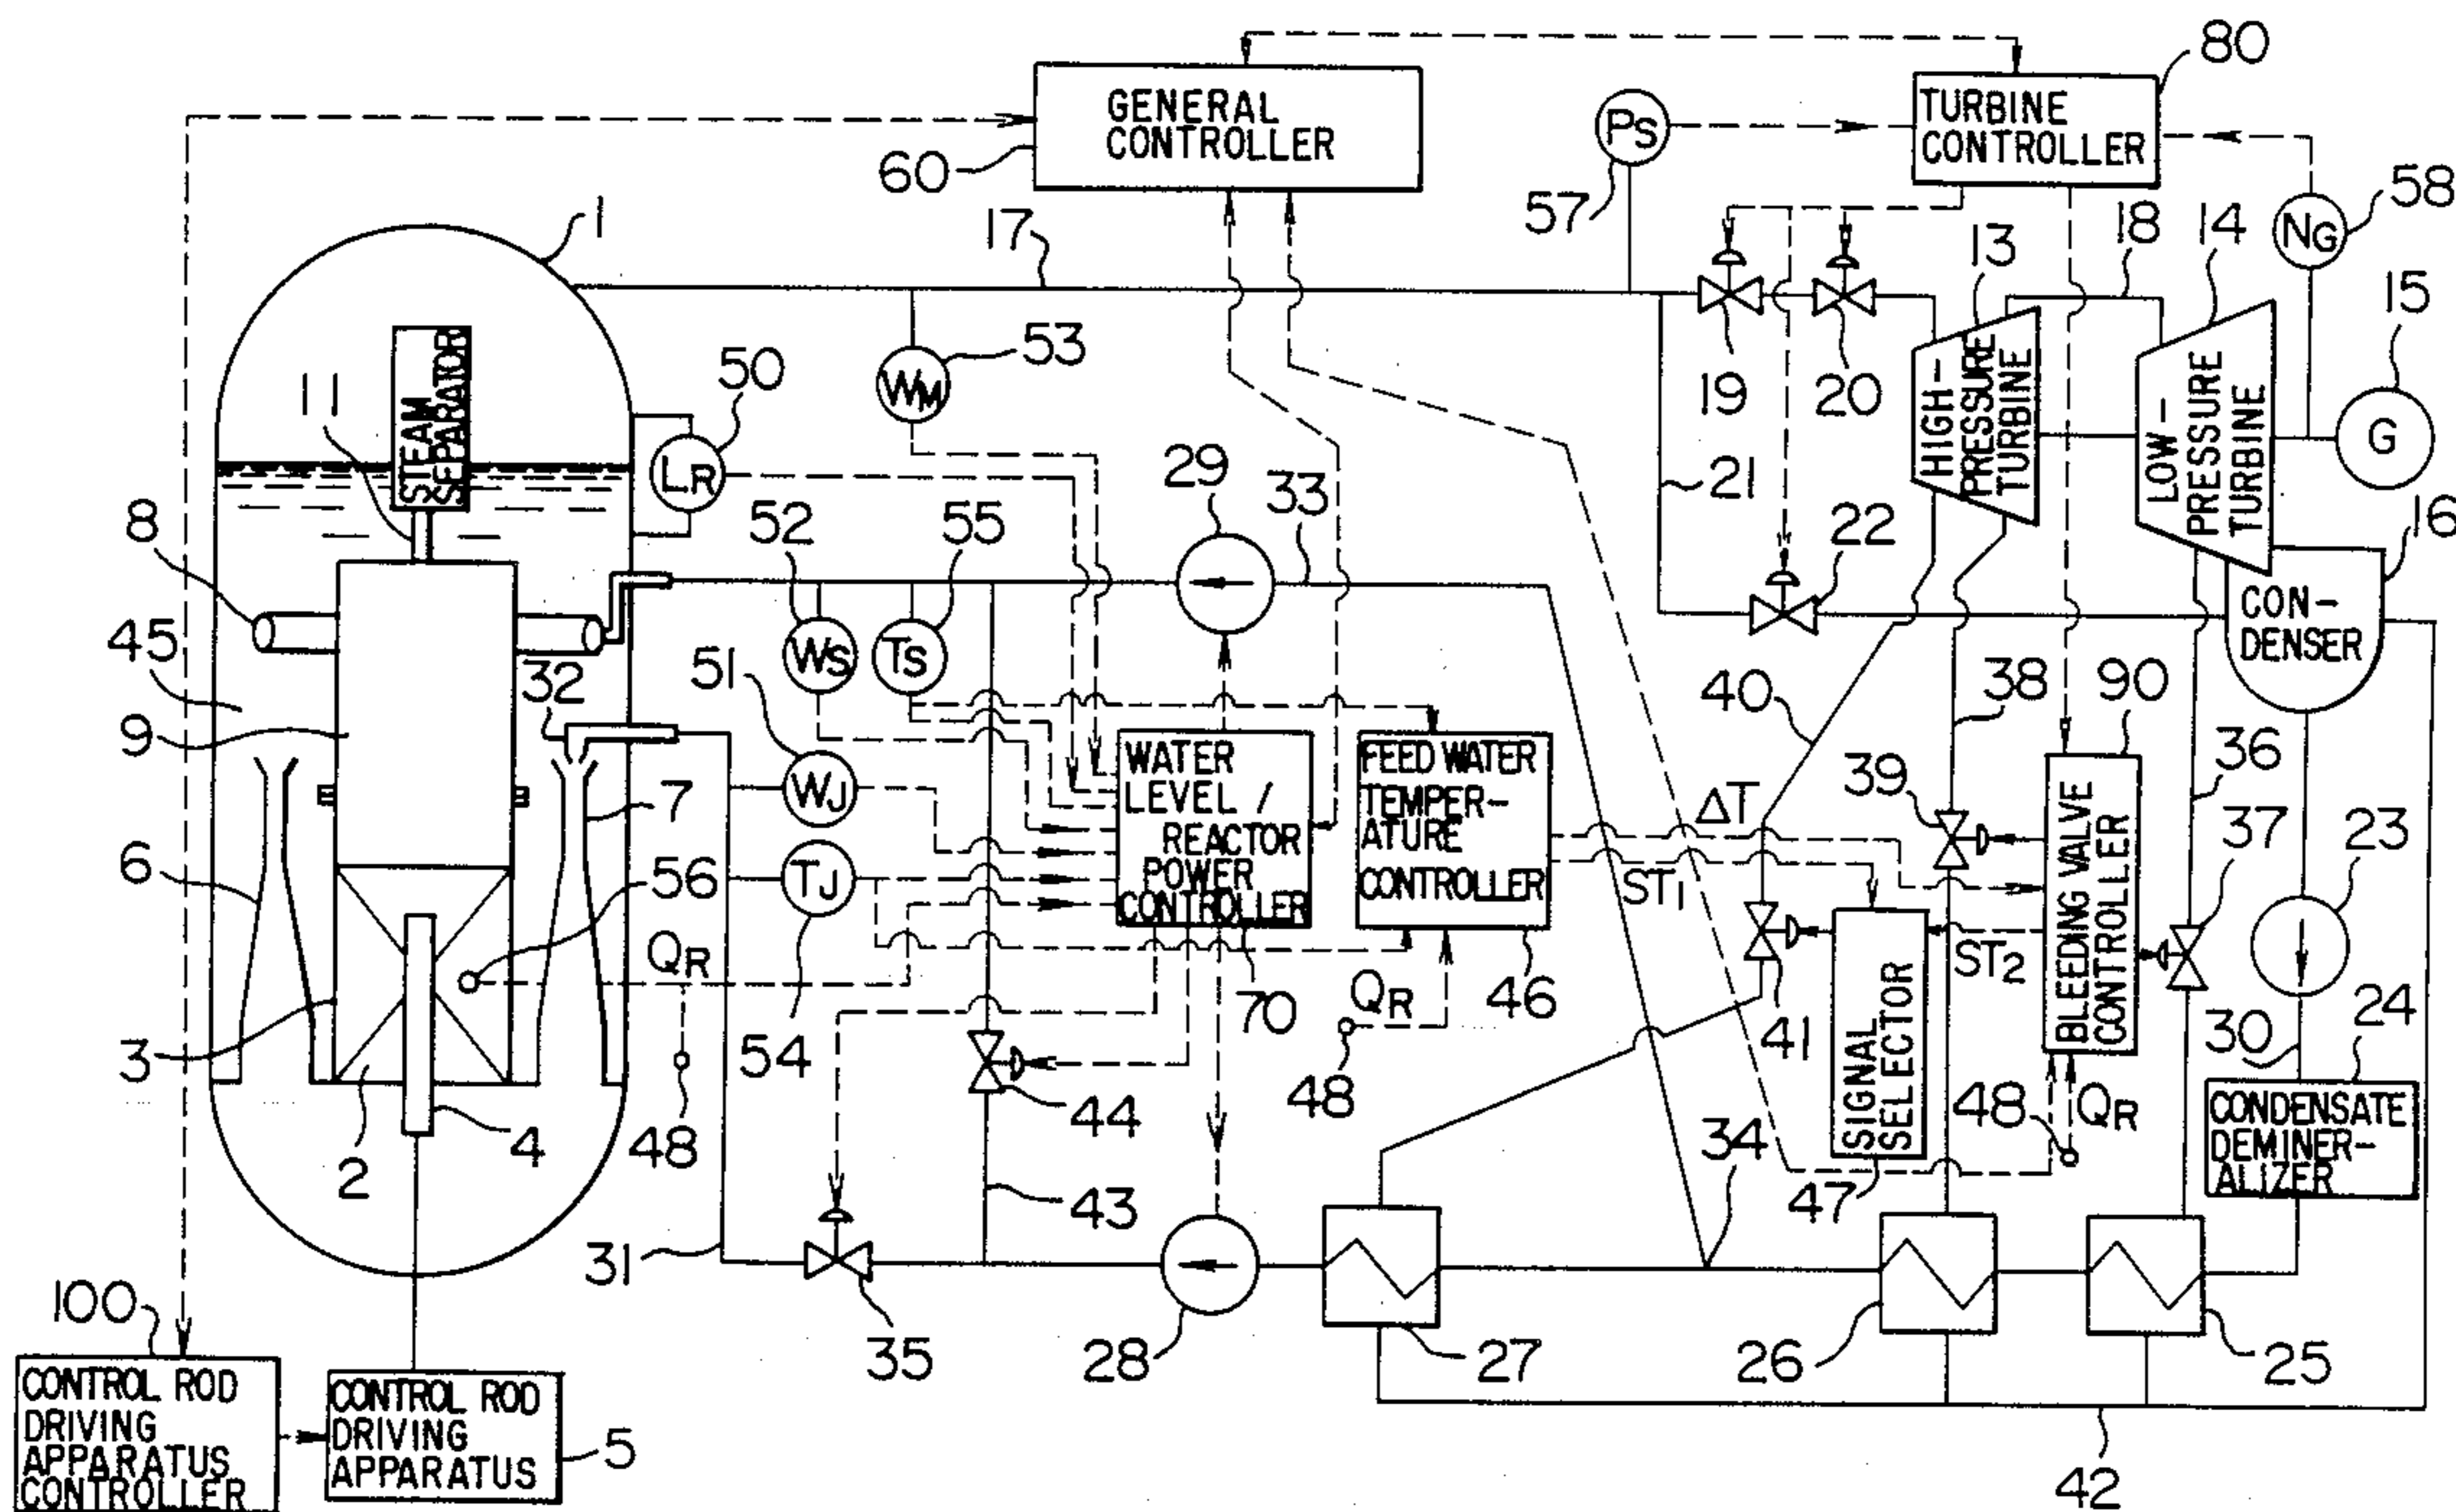 80
GENERAL
CONTROLLER
60
PS
57
TURBINE
CONTROLLER
58
NG
1
17
13
18
14
15
G
STEAM
SEPARATOR
11
50
LR
53
WM
19
20
HIGH-
PRESSURE
TURBINE
LOW-
PRESSURE
TURBINE
16
8
52
55
29
33
21
22
CON-
DENSER
45
32
WS
TS
51
9
40
38
90
36
WATER
LEVEL /
REACTOR
POWER
CONTROLLER
FEED WATER
TEMPER-
ATURE
CONTROLLER
WJ
7
39
37
23
ΔT
6
56
TJ
ST1
BLEEDING VALVE
CONTROLLER
QR
54
70
QR
46
41
SIGNAL
SELECTOR
ST2
30
24
3
2
4
48
44
48
34
48
QR
CONDENSATE
DEMINER-
ALIZER
43
47
31
100
35
28
27
26
25
CONTROL ROD
DRIVING
APPARATUS
CONTROLLER
CONTROL ROD
DRIVING
APPARATUS
5
42